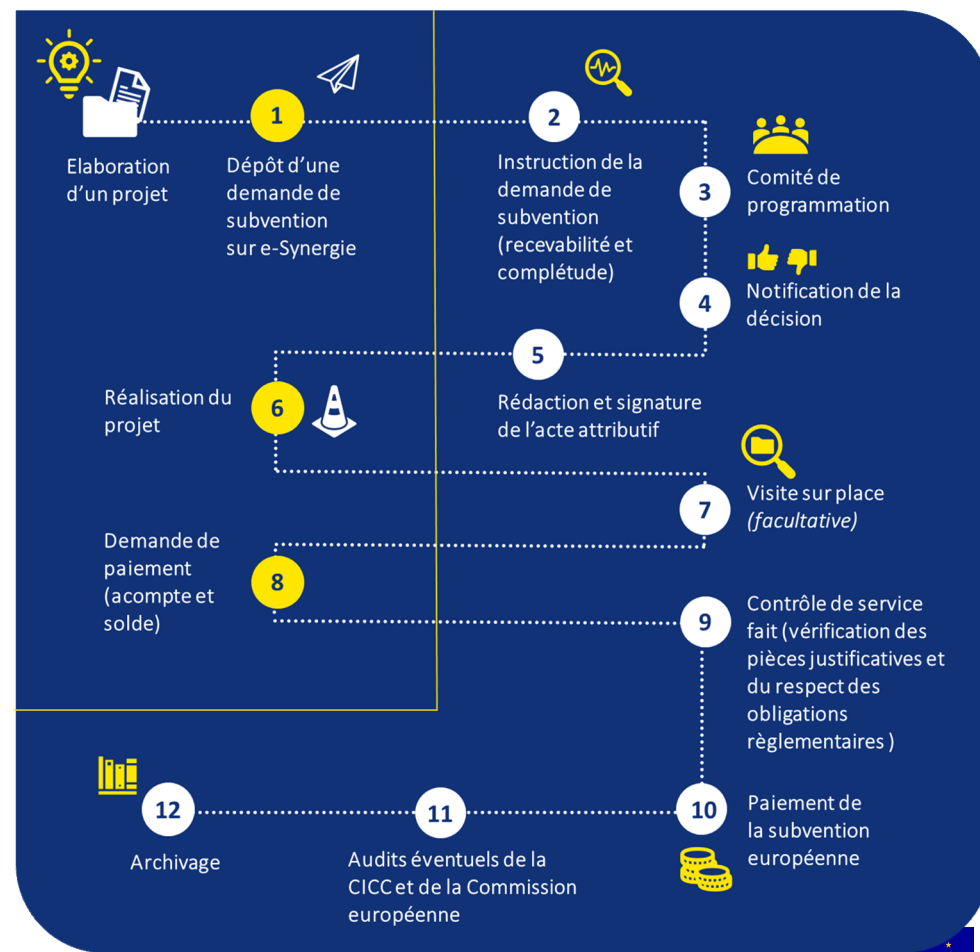 Elaboration
d'un projet
1
Dépôt d'une
demande de
subvention
sur e-Synergie
2
Instruction de la
demande de
subvention
(recevabilité et
complétude)
3
Comité de
programmation
4
Notification de la
décision
5
Rédaction et signature
de l'acte attributif
6
Réalisation du
projet
7
Visite sur place
(facultative)
8
Demande de
paiement
(acompte et
solde)
9
Contrôle de service
fait (vérification des
pièces justificatives et
du respect des
obligations
règlementaires )
10
Paiement de
la subvention
européenne
11
Audits éventuels de la
CICC et de la Commission
européenne
12
Archivage